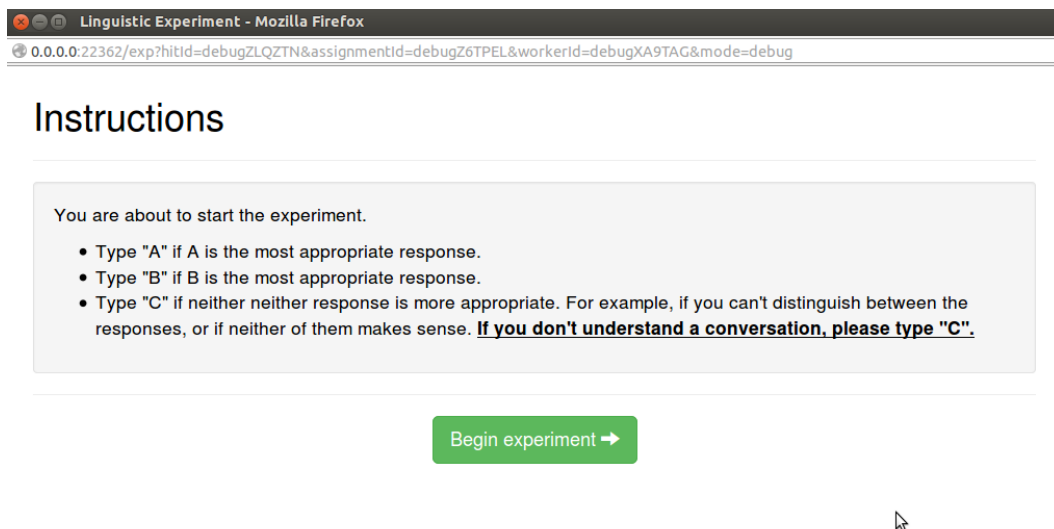 Linguistic Experiment - Mozilla Firefox
0.0.0.0:22362/exp?hitId=debugZLQZTN&assignmentId=debugZ6TPEL&workerId=debugXA9TAG&mode=debug
Instructions
You are about to start the experiment.
• Type "A" if A is the most appropriate response.
• Type "B" if B is the most appropriate response.
• Type "C" if neither neither response is more appropriate. For example, if you can't distinguish between the
responses, or if neither of them makes sense. If you don't understand a conversation, please type "C".
Begin experiment ➔